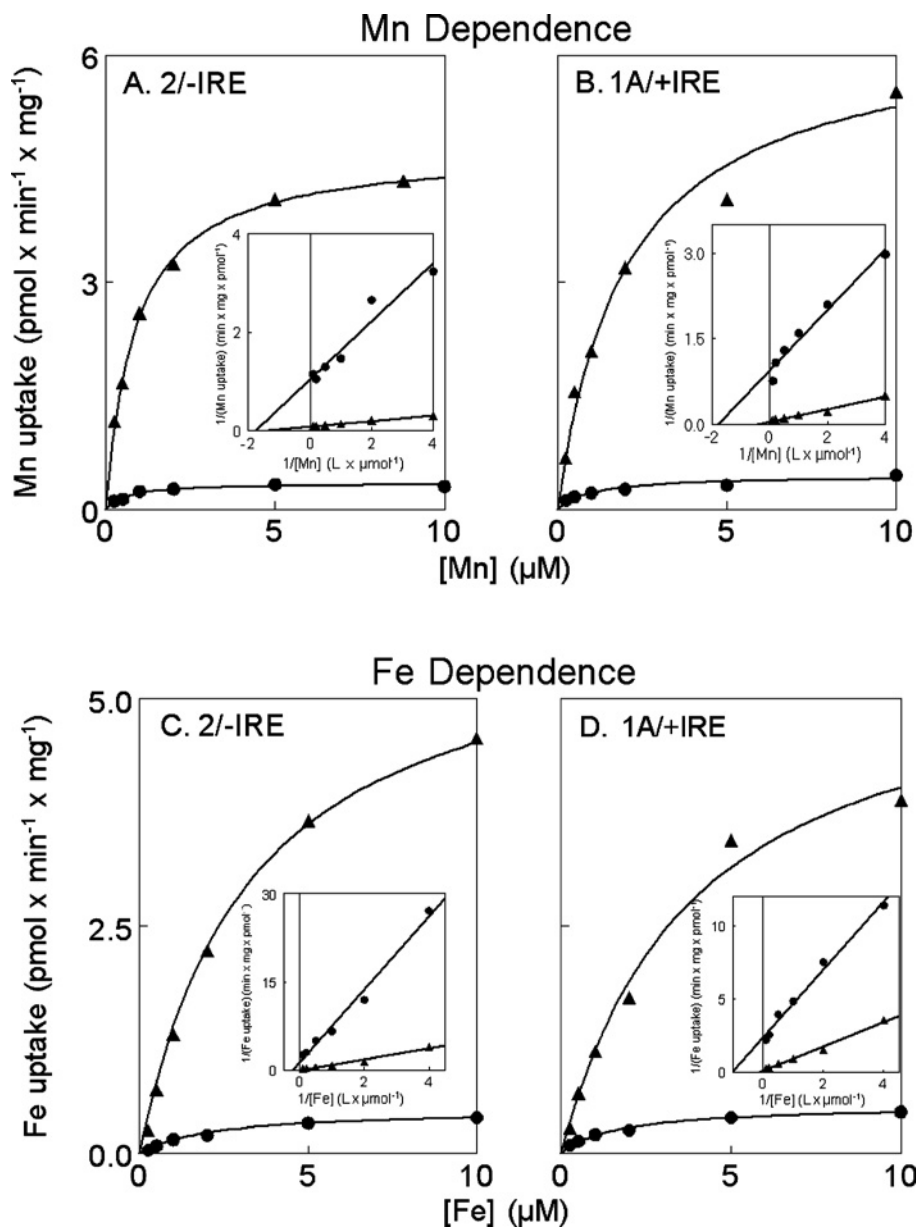 Mn Dependence
A. 2/-IRE
B. 1A/+IRE
Mn uptake (pmol x min⁻¹ x mg⁻¹)
6
3
0
1/(Mn uptake) (min x mg x pmol⁻¹)
4
2
0
-2 0 2 4
1/[Mn] (L x µmol⁻¹)
1/(Mn uptake) (min x mg x pmol⁻¹)
3.0
1.5
0.0
-2 0 2 4
1/[Mn] (L x µmol⁻¹)
0 5 10
0 5 10
[Mn] (µM)
Fe Dependence
C. 2/-IRE
D. 1A/+IRE
Fe uptake (pmol x min⁻¹ x mg⁻¹)
5.0
2.5
0.0
1/(Fe uptake) (min x mg x pmol⁻)
30
15
0
0 2 4
1/[Fe] (L x µmol⁻¹)
1/(Fe uptake) (min x mg x pmol⁻)
10
5
0
0 2 4
1/[Fe] (L x µmol⁻¹)
0 5 10
0 5 10
[Fe] (µM)